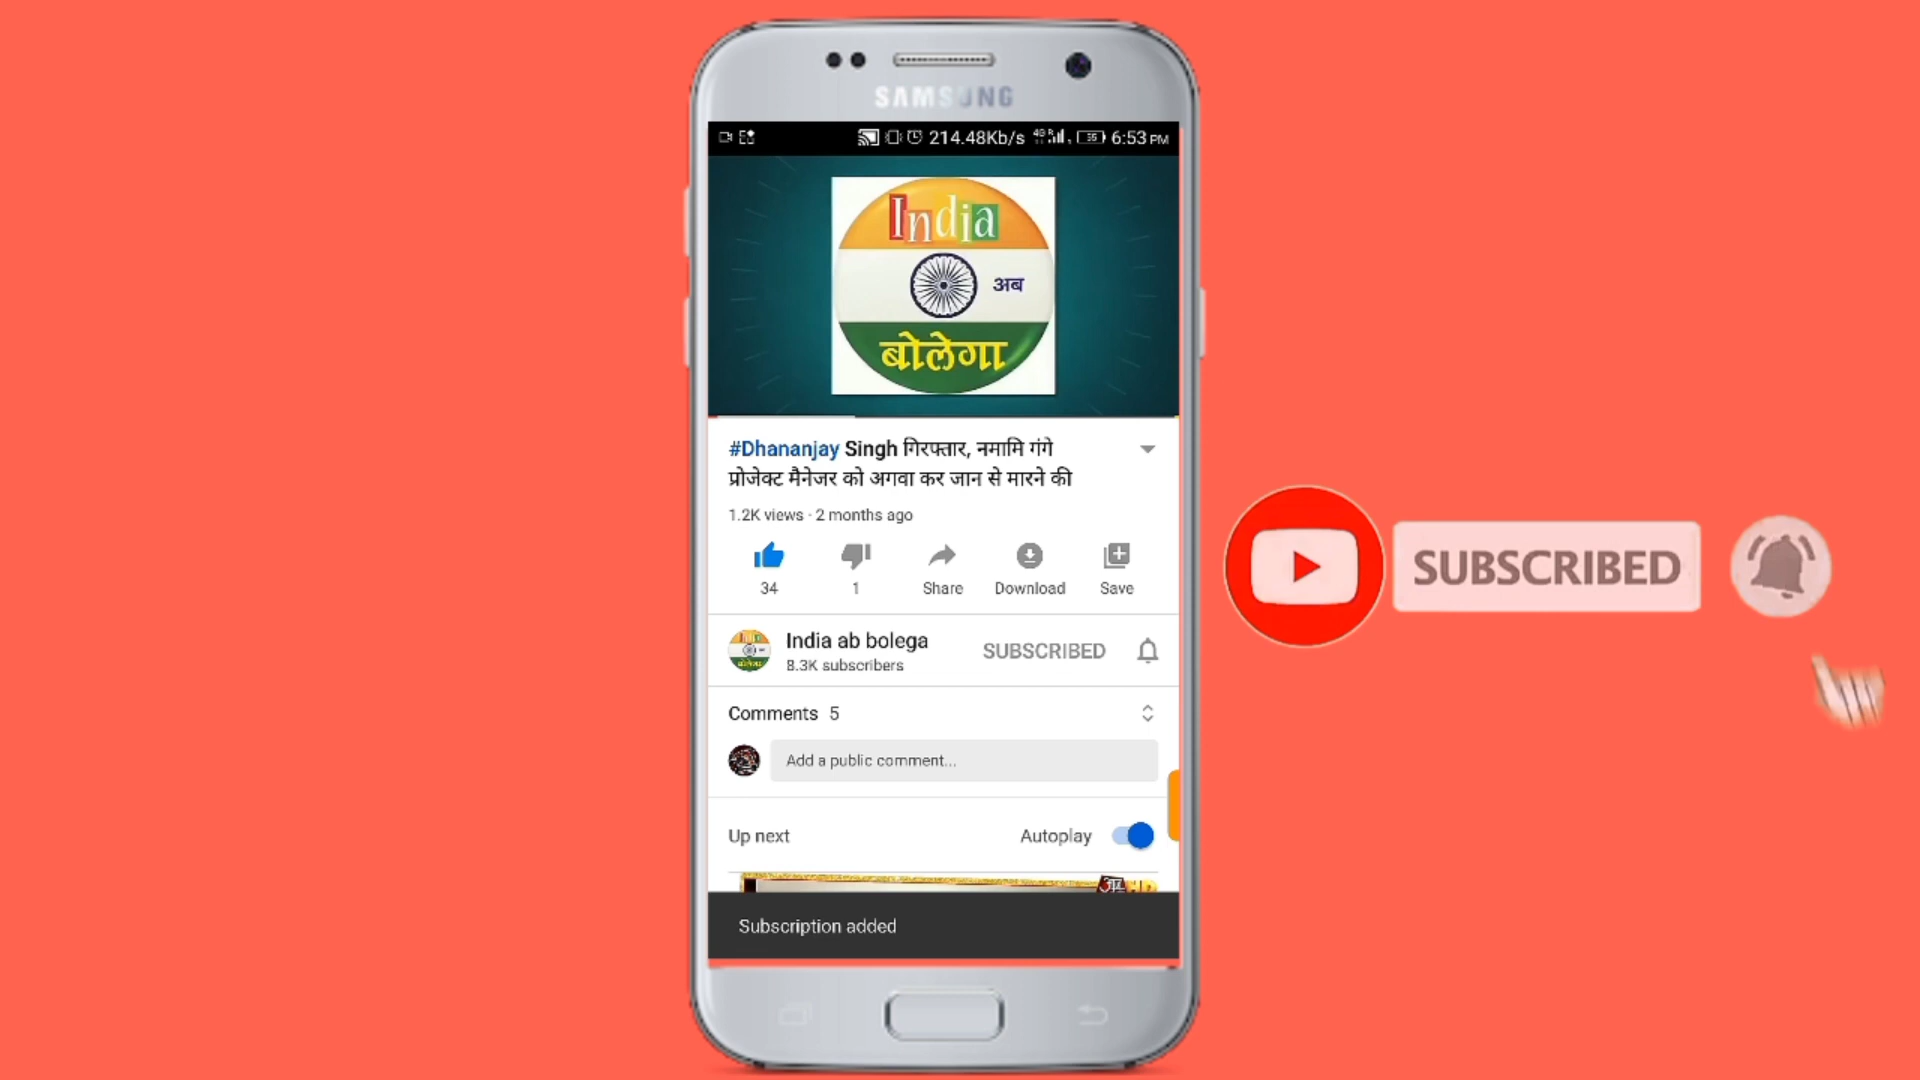 SAMSUNG
214.48Kb/s 4G R 35 6:53 PM
India
अब
बोलेगा
#Dhananjay Singh गिरफ्तार, नमामि गंगे
प्रोजेक्ट मैनेजर को अगवा कर जान से मारने की
1.2K views · 2 months ago
34 1 Share Download Save
India ab bolega
8.3K subscribers
SUBSCRIBED
Comments 5
Add a public comment...
Up next Autoplay
Subscription added
SUBSCRIBED